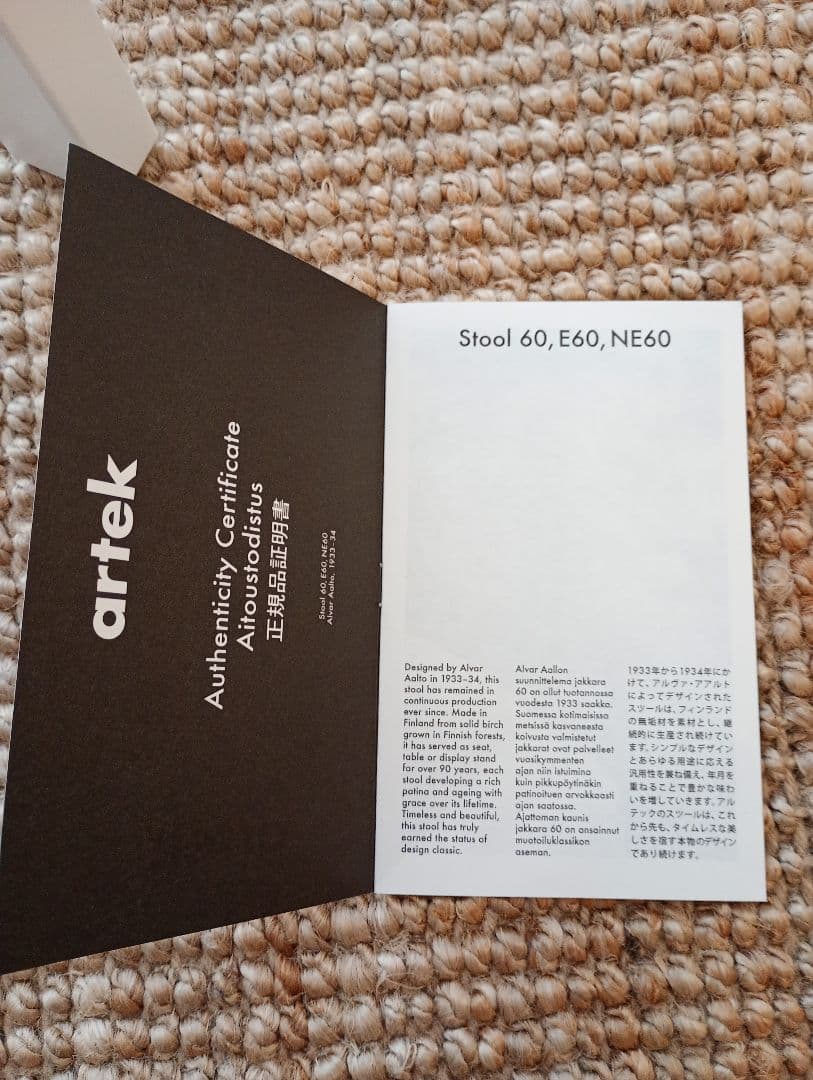 artek
Authenticity Certificate
Aitoustodistus
正規品証明書
Stool 60, E60, NE60
Alvar Aalto, 1933–34
Stool 60, E60, NE60
Designed by Alvar
Aalto in 1933–34, this
stool has remained in
continuous production
ever since. Made in
Finland from solid birch
grown in Finnish forests,
it has served as seat,
table or display stand
for over 90 years, each
stool developing a rich
patina and ageing with
grace over its lifetime.
Timeless and beautiful,
this stool has truly
earned the status of
design classic.
Alvar Aallon
suunnittelema jakkara
60 on ollut tuotannossa
vuodesta 1933 saakka.
Suomessa kotimaisissa
metsissä kasvaneesta
koivusta valmistetut
jakkarat ovat palvelleet
vuosikymmenten
ajan niin istuimina
kuin pikkupöytinäkin
patinoituen arvokkaasti
ajan saatossa.
Ajattoman kaunis
jakkara 60 on ansainnut
muotoiluklassikon
aseman.
1933年から1934年にか
けて、アルヴァ・アアルト
によってデザインされた
スツールは、フィンランド
の無垢材を素材とし、継
続的に生産され続けてい
ます。シンプルなデザイン
とあらゆる用途に応える
汎用性を兼ね備え、年月を
重ねることで豊かな味わ
いを増していきます。アル
テックのスツールは、これ
から先も、タイムレスな美
しさを宿す本物のデザイン
であり続けます。